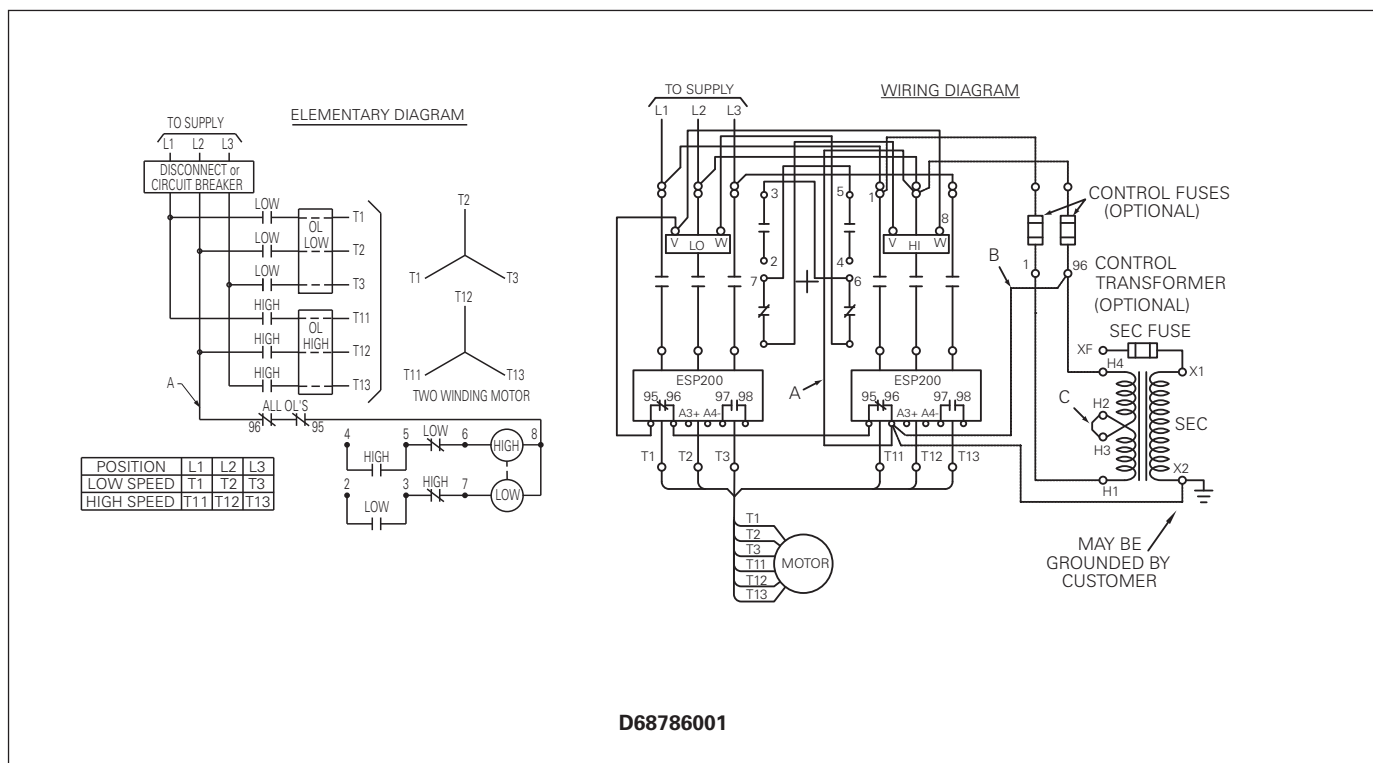 ELEMENTARY DIAGRAM
TO SUPPLY
L1 L2 L3
DISCONNECT or
CIRCUIT BREAKER
LOW
T1
OL
LOW
LOW
T2
LOW
T3
HIGH
T11
OL
HIGH
HIGH
T12
HIGH
T13
A
ALL OL'S
96 95
T2
T1 T3
T12
T11 T13
TWO WINDING MOTOR
4 5 LOW 6 HIGH 8
HIGH
2 3 HIGH 7 LOW
LOW
POSITION L1 L2 L3
LOW SPEED T1 T2 T3
HIGH SPEED T11 T12 T13
WIRING DIAGRAM
TO SUPPLY
L1 L2 L3
3 5 1
8
V LO W
V HI W
2 4
7 6
ESP200
95 96 97 98
A3+ A4-
ESP200
95 96 97 98
A3+ A4-
A
T1 T2 T3
T11 T12 T13
T1
T2
T3
T11
T12
T13
MOTOR
CONTROL FUSES
(OPTIONAL)
B
1 96
CONTROL
TRANSFORMER
(OPTIONAL)
SEC FUSE
XF
H4 X1
C H2
H3
SEC
H1 X2
MAY BE
GROUNDED BY
CUSTOMER
D68786001